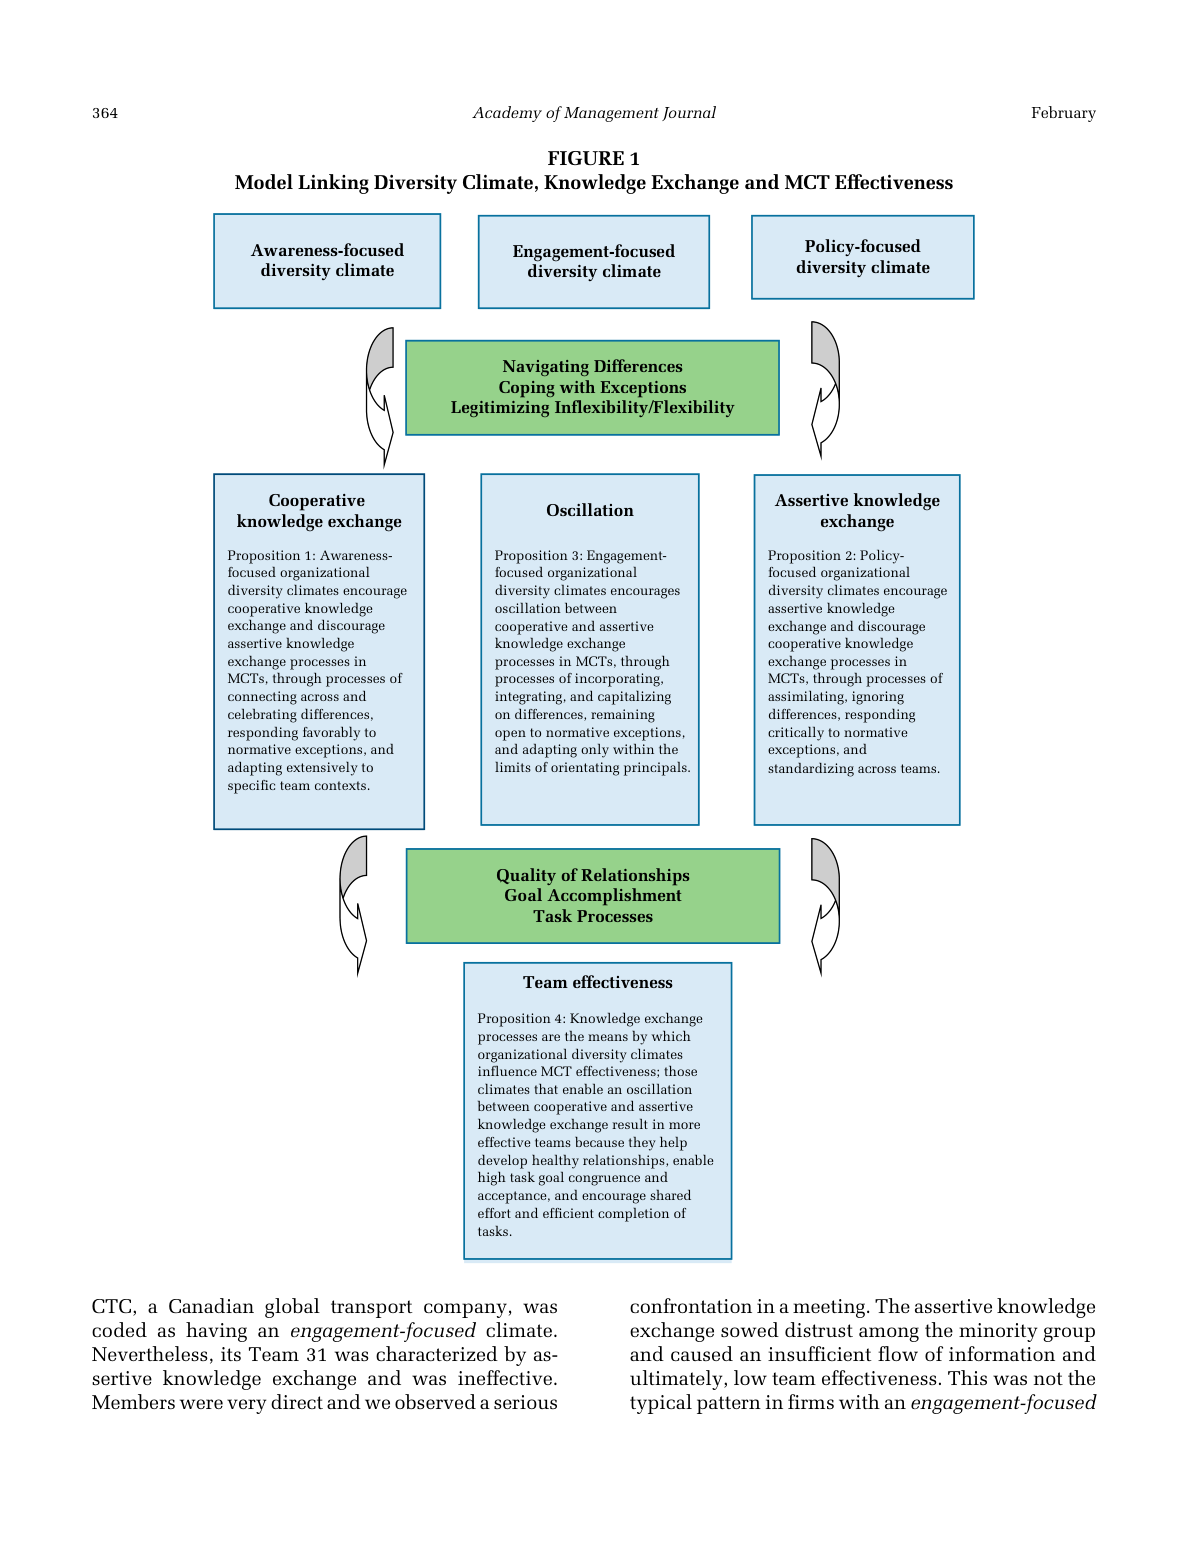 364
Academy of Management Journal
February
FIGURE 1
Model Linking Diversity Climate, Knowledge Exchange and MCT Effectiveness
Awareness-focused
diversity climate
Engagement-focused
diversity climate
Policy-focused
diversity climate
Navigating Differences
Coping with Exceptions
Legitimizing Inflexibility/Flexibility
Cooperative
knowledge exchange
Proposition 1: Awareness-
focused organizational
diversity climates encourage
cooperative knowledge
exchange and discourage
assertive knowledge
exchange processes in
MCTs, through processes of
connecting across and
celebrating differences,
responding favorably to
normative exceptions, and
adapting extensively to
specific team contexts.
Oscillation
Proposition 3: Engagement-
focused organizational
diversity climates encourages
oscillation between
cooperative and assertive
knowledge exchange
processes in MCTs, through
processes of incorporating,
integrating, and capitalizing
on differences, remaining
open to normative exceptions,
and adapting only within the
limits of orientating principals.
Assertive knowledge
exchange
Proposition 2: Policy-
focused organizational
diversity climates encourage
assertive knowledge
exchange and discourage
cooperative knowledge
exchange processes in
MCTs, through processes of
assimilating, ignoring
differences, responding
critically to normative
exceptions, and
standardizing across teams.
Quality of Relationships
Goal Accomplishment
Task Processes
Team effectiveness
Proposition 4: Knowledge exchange
processes are the means by which
organizational diversity climates
influence MCT effectiveness; those
climates that enable an oscillation
between cooperative and assertive
knowledge exchange result in more
effective teams because they help
develop healthy relationships, enable
high task goal congruence and
acceptance, and encourage shared
effort and efficient completion of
tasks.
CTC, a Canadian global transport company, was
coded as having an engagement-focused climate.
Nevertheless, its Team 31 was characterized by as-
sertive knowledge exchange and was ineffective.
Members were very direct and we observed a serious
confrontation in a meeting. The assertive knowledge
exchange sowed distrust among the minority group
and caused an insufficient flow of information and
ultimately, low team effectiveness. This was not the
typical pattern in firms with an engagement-focused